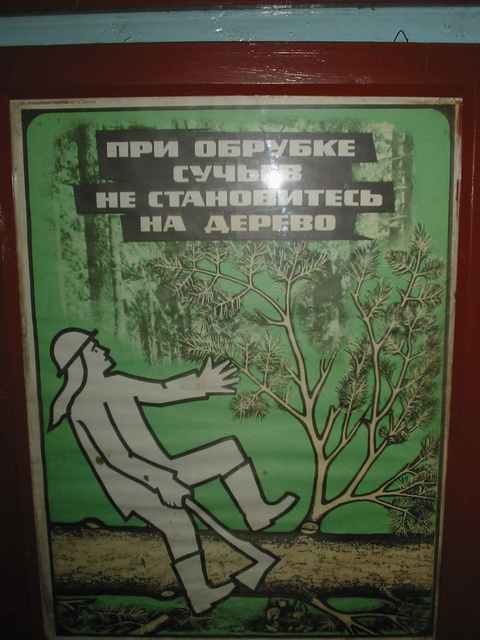 ПРИ ОБРУБКЕ
СУЧЬЕВ
НЕ СТАНОВИТЕСЬ
НА ДЕРЕВО